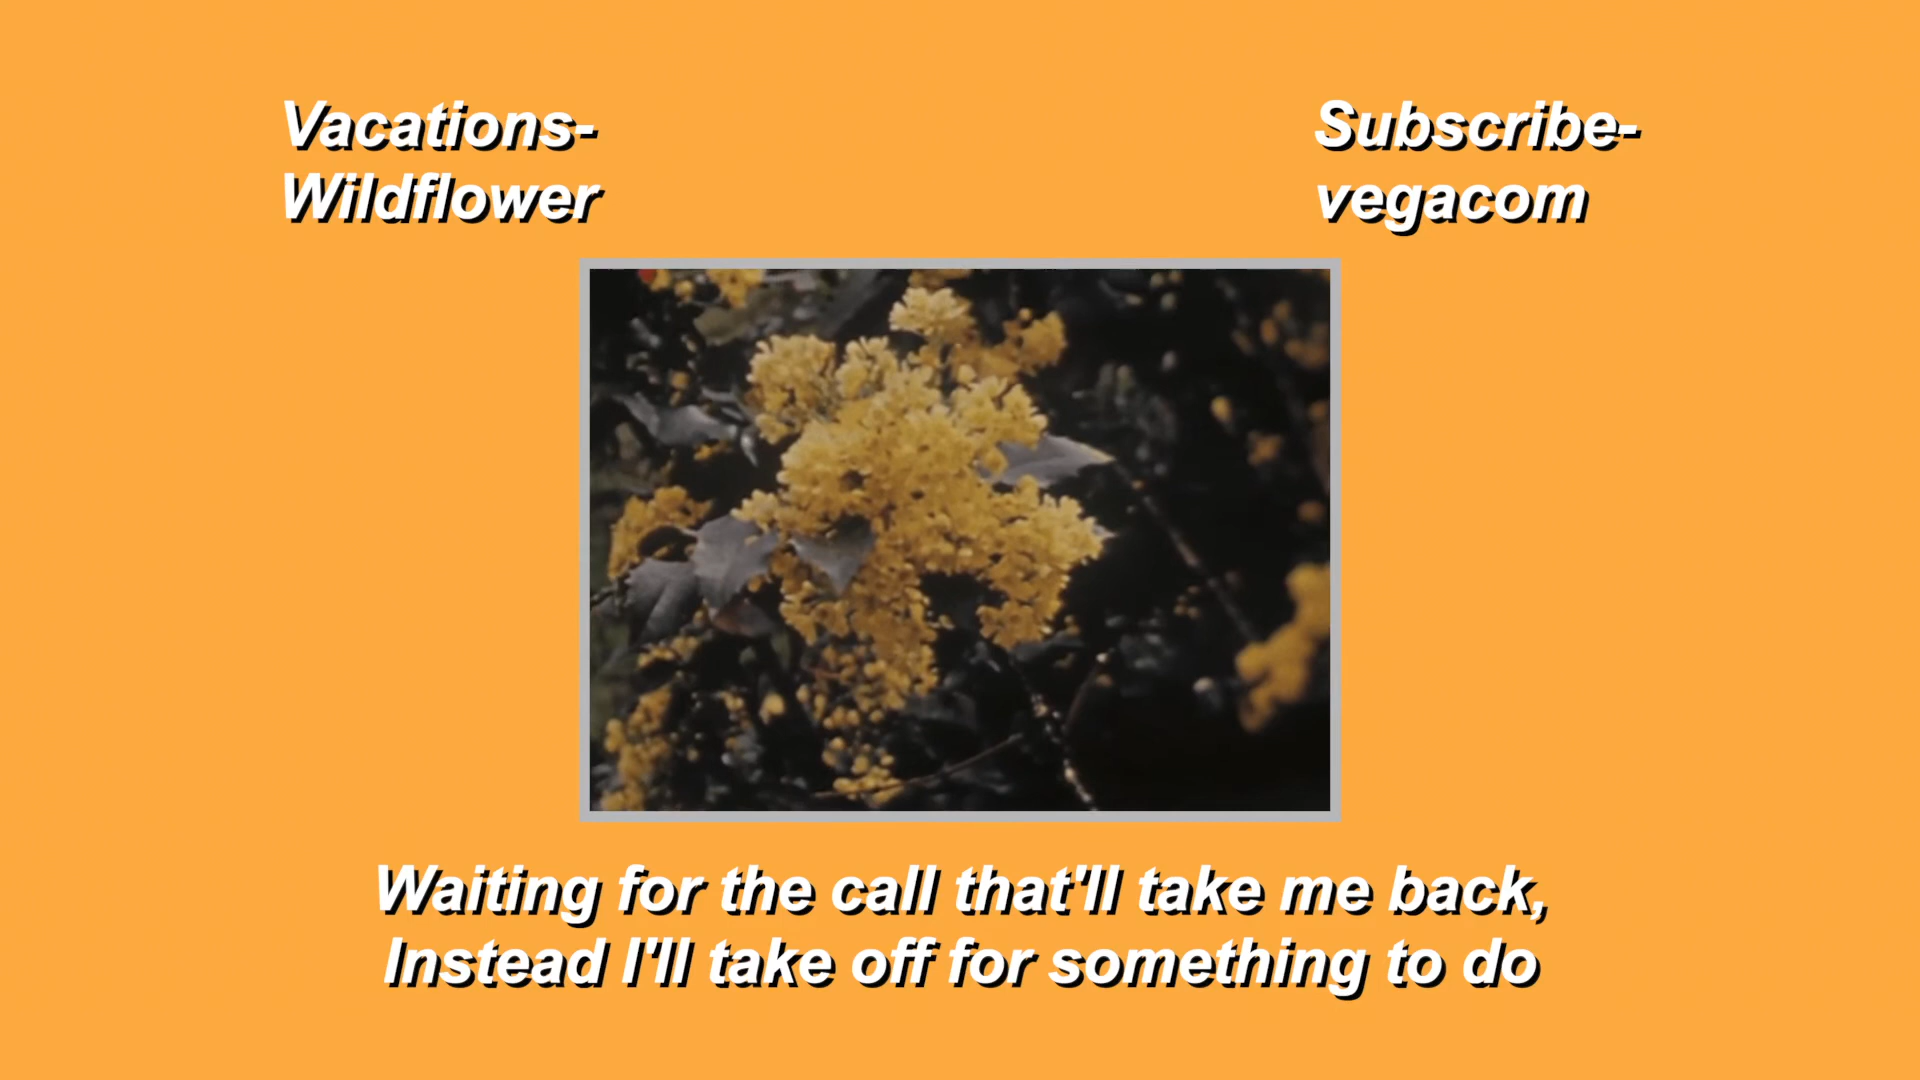 Vacations-
Wildflower
Subscribe-
vegacom
Waiting for the call that'll take me back,
Instead I'll take off for something to do